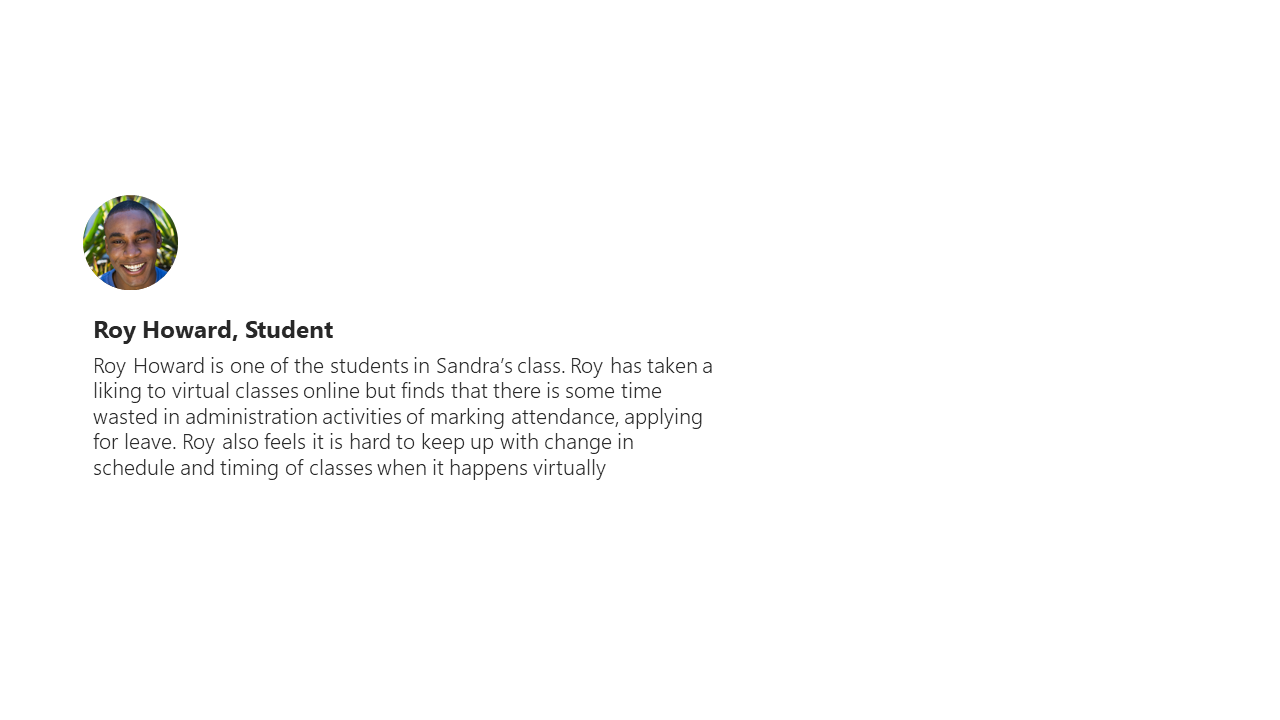 Roy Howard, Student
Roy Howard is one of the students in Sandra’s class. Roy has taken a
liking to virtual classes online but finds that there is some time
wasted in administration activities of marking attendance, applying
for leave. Roy also feels it is hard to keep up with change in
schedule and timing of classes when it happens virtually